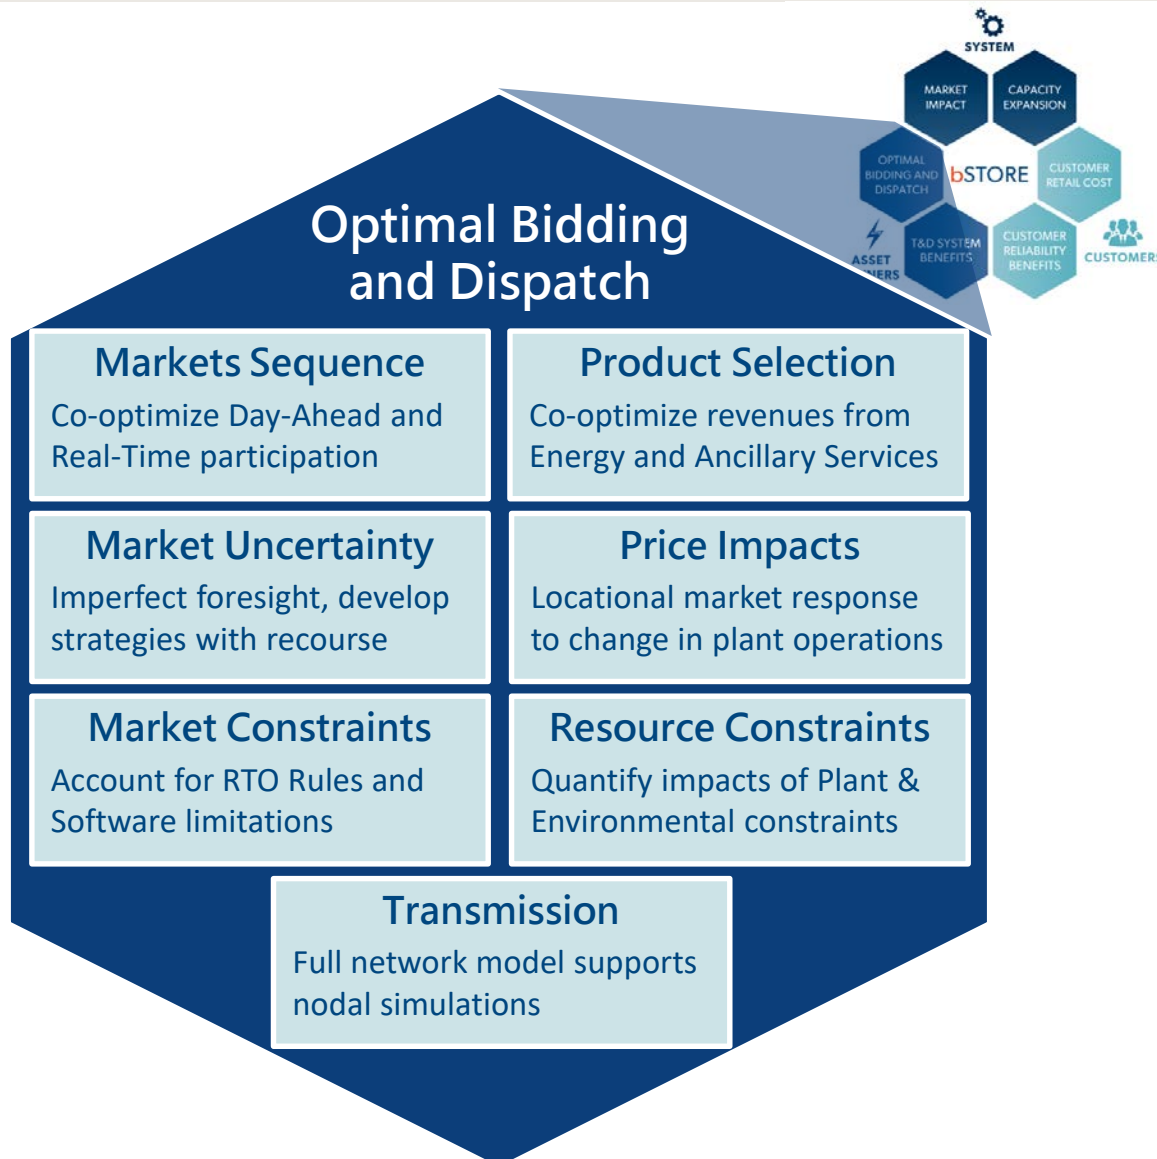 SYSTEM
MARKET
IMPACT
CAPACITY
EXPANSION
OPTIMAL
BIDDING AND
DISPATCH
bSTORE
CUSTOMER
RETAIL COST
ASSET
T&D SYSTEM
BENEFITS
CUSTOMER
RELIABILITY
BENEFITS
CUSTOMERS
Optimal Bidding
and Dispatch
Markets Sequence
Co-optimize Day-Ahead and
Real-Time participation
Product Selection
Co-optimize revenues from
Energy and Ancillary Services
Market Uncertainty
Imperfect foresight, develop
strategies with recourse
Price Impacts
Locational market response
to change in plant operations
Market Constraints
Account for RTO Rules and
Software limitations
Resource Constraints
Quantify impacts of Plant &
Environmental constraints
Transmission
Full network model supports
nodal simulations